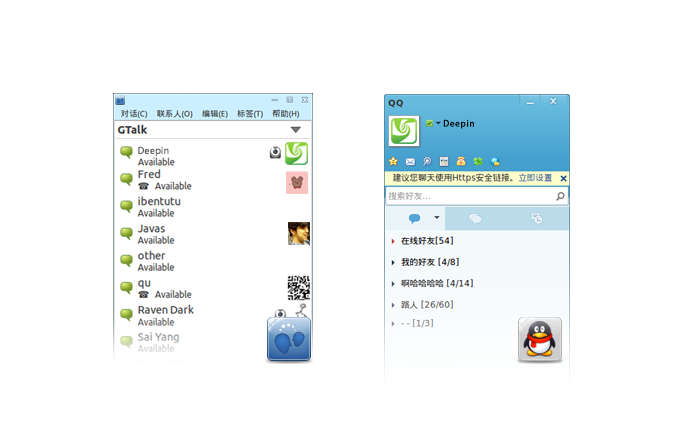 对话(C) 联系人(O) 编辑(E) 标签(T) 帮助(H)
GTalk
Deepin
Available
Fred
Available
ibentutu
Available
Javas
Available
other
Available
qu
Available
Raven Dark
Available
Sai Yang
Available
QQ
Deepin
建议您聊天使用Https安全链接。立即设置
搜索好友...
在线好友[54]
我的好友 [4/8]
啊哈哈哈哈 [4/14]
路人 [26/60]
- - [1/3]